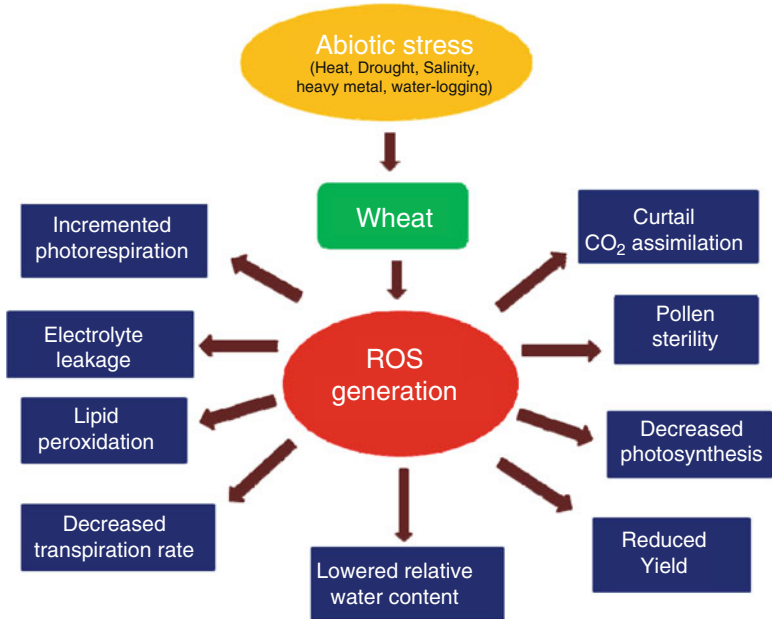 Abiotic stress
(Heat, Drought, Salinity,
heavy metal, water-logging)
Wheat
Incremented
photorespiration
Curtail
CO₂ assimilation
Electrolyte
leakage
ROS
generation
Pollen
sterility
Lipid
peroxidation
Decreased
photosynthesis
Decreased
transpiration rate
Lowered relative
water content
Reduced
Yield